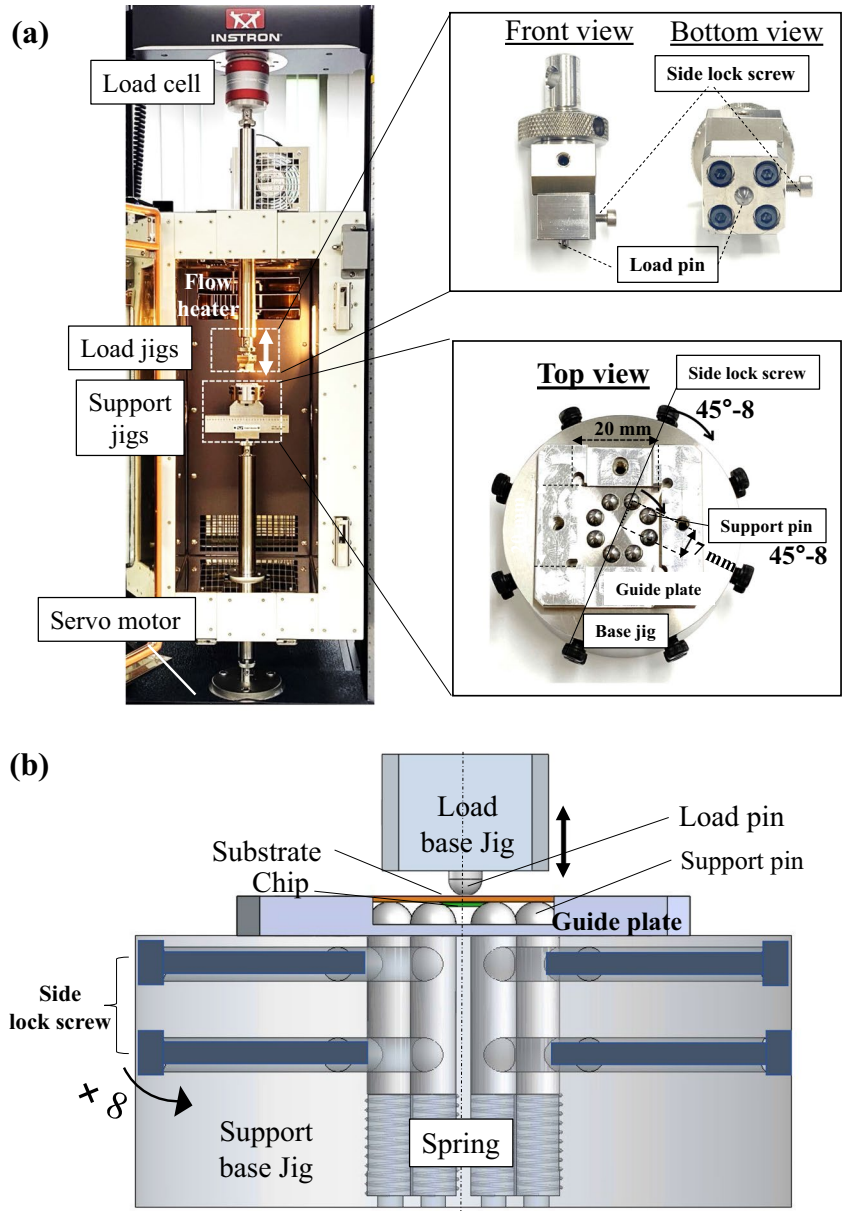 (a)
INSTRON
Load cell
Flow
heater
Load jigs
Support
jigs
Servo motor
Front view
Bottom view
Side lock screw
Load pin
Top view
Side lock screw
45°-8
20 mm
Support pin
7 mm
45°-8
Guide plate
Base jig
(b)
Load
base Jig
Load pin
Substrate
Support pin
Chip
Guide plate
Side
lock screw
× 8
Support
base Jig
Spring